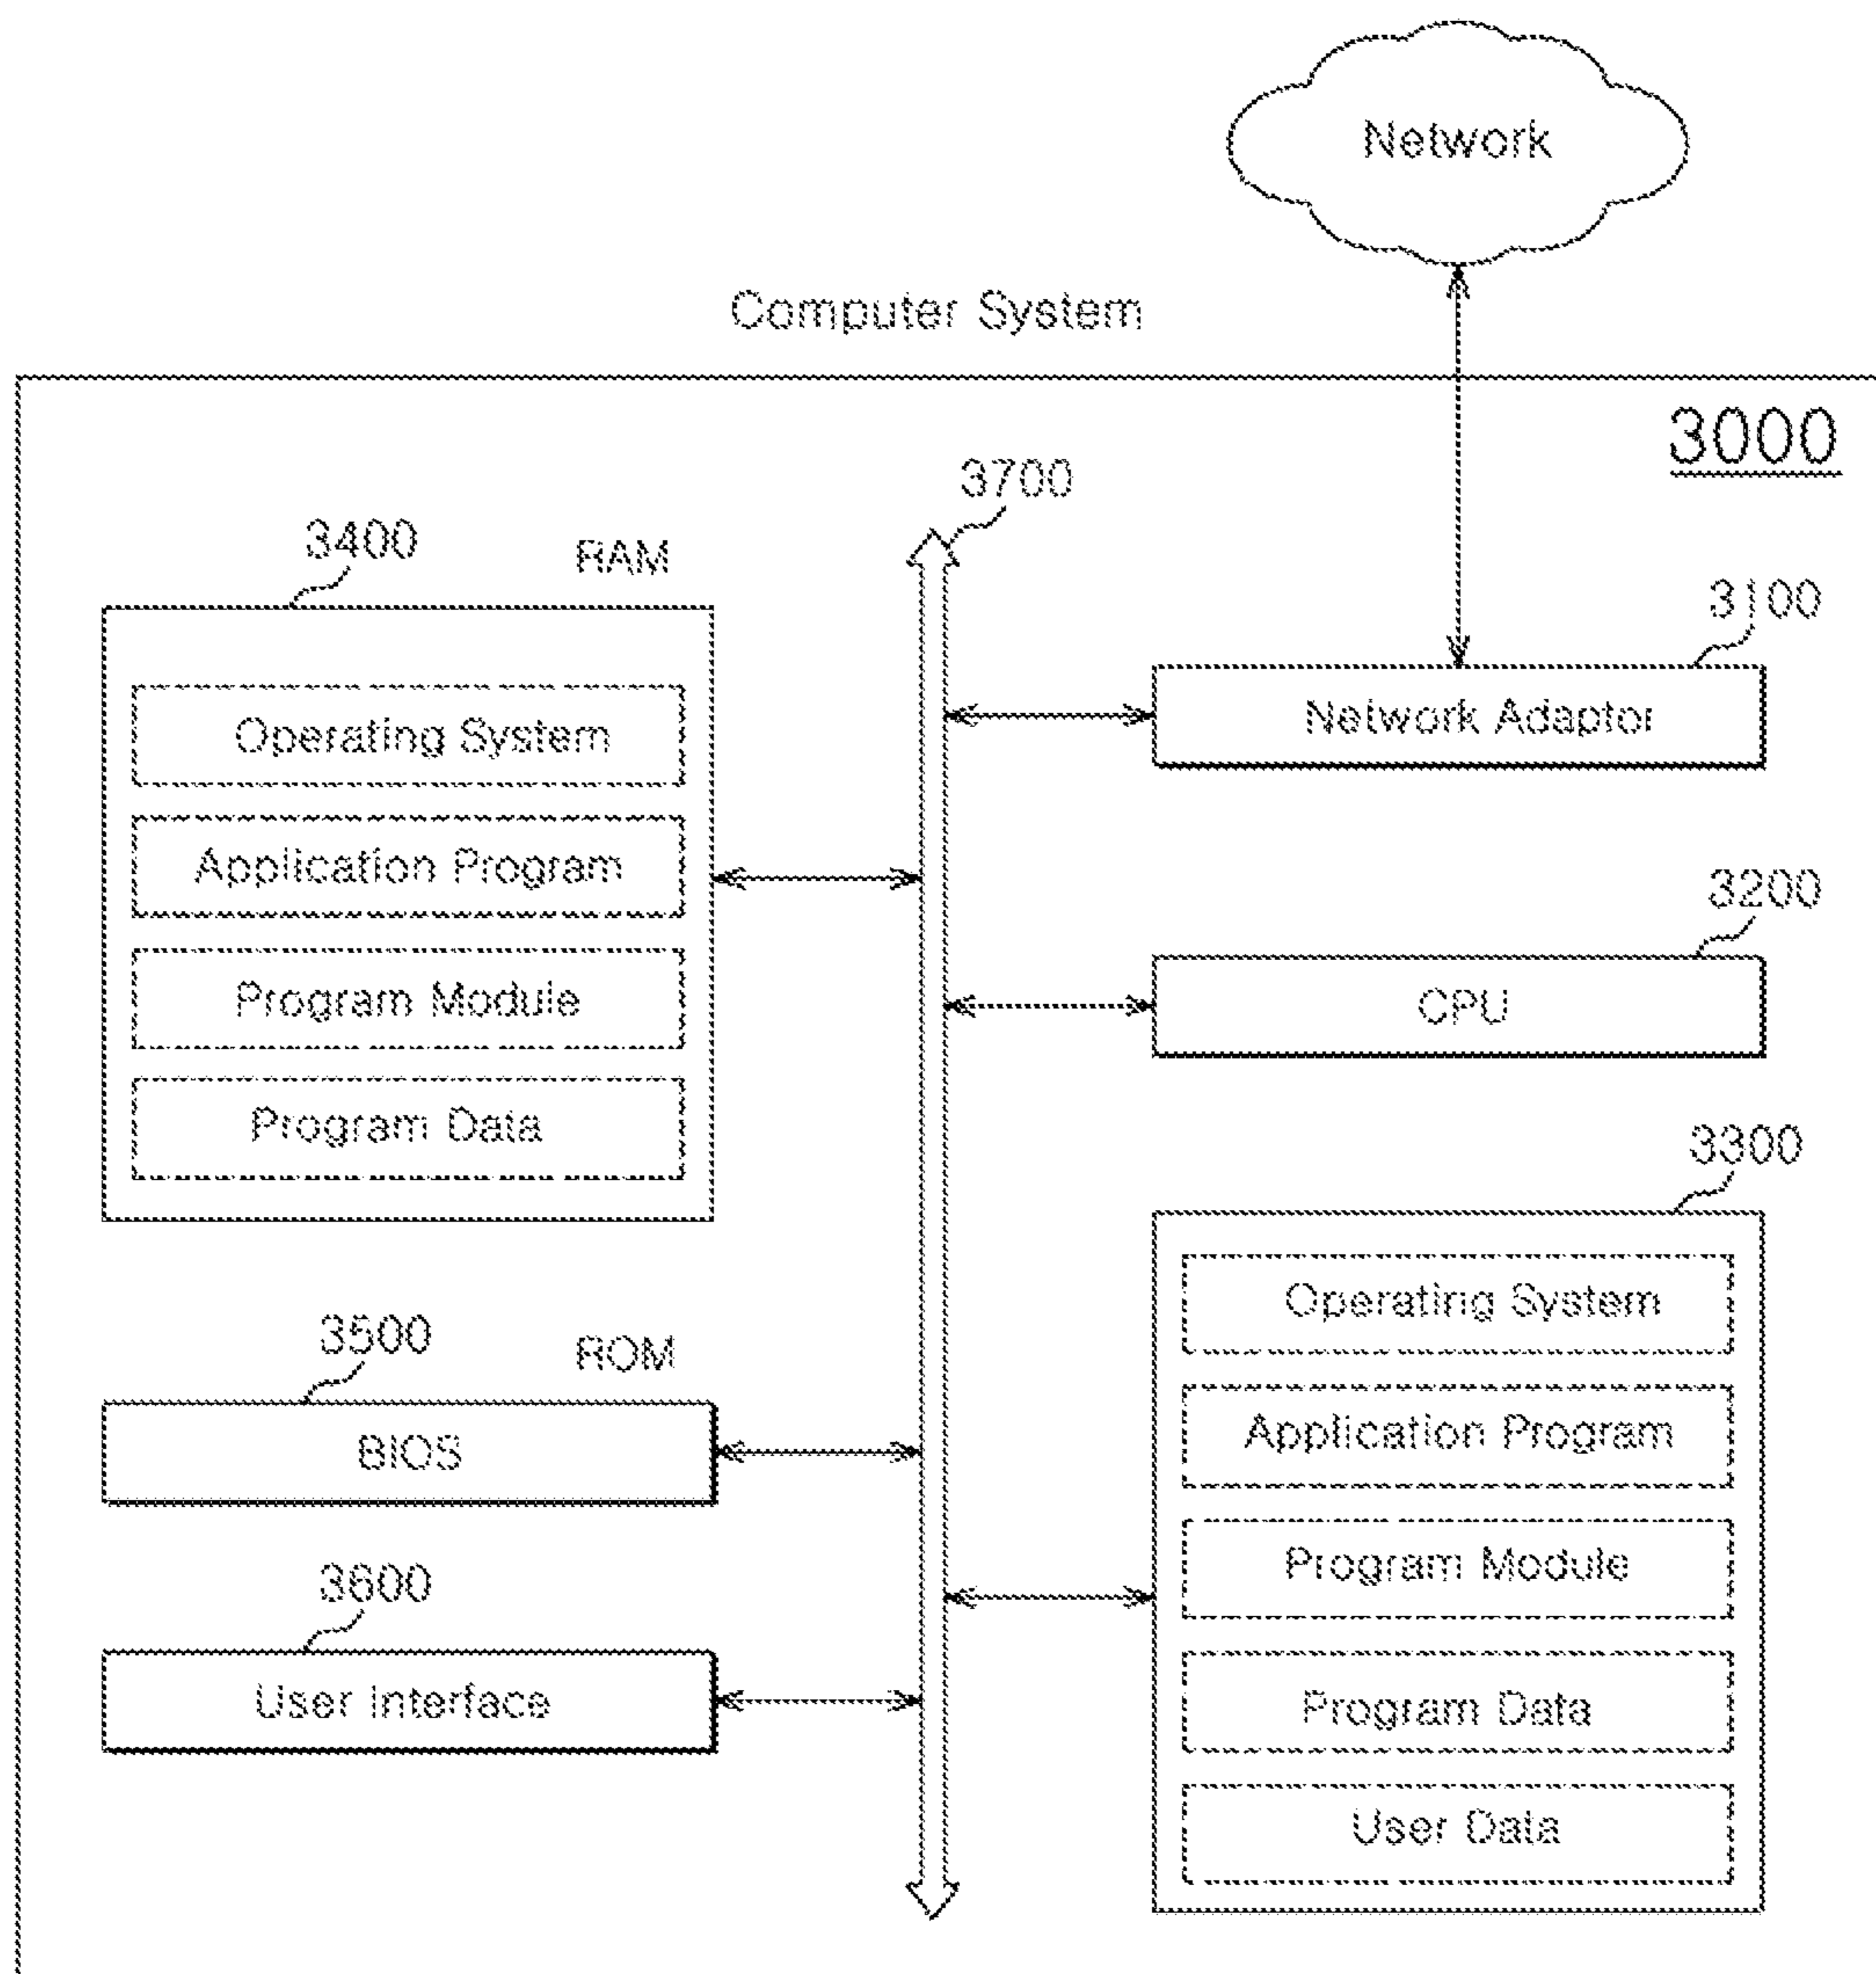 Network
Computer System
3000
3700
3400
RAM
Operating System
Application Program
Program Module
Program Data
3100
Network Adaptor
3200
CPU
3300
Operating System
Application Program
Program Module
Program Data
User Data
3500
ROM
BIOS
3600
User Interface